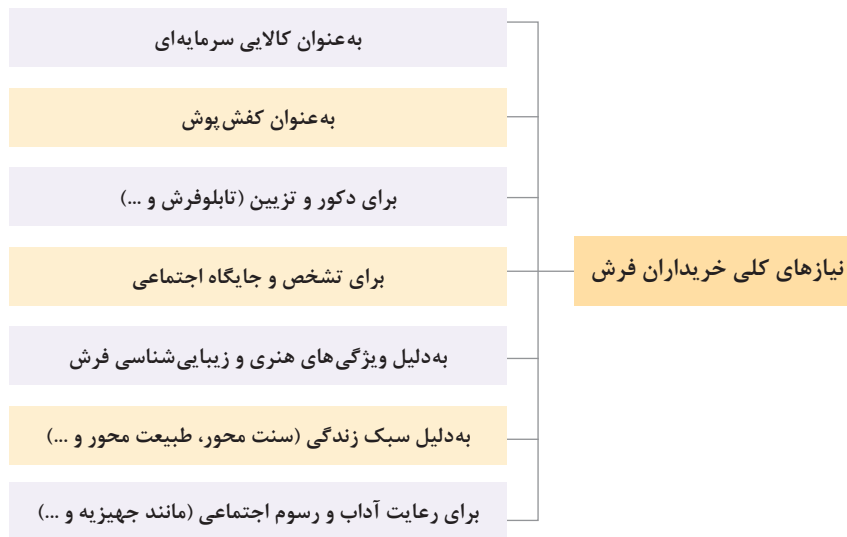 نیازهای کلی خریداران فرش
به‌عنوان کالایی سرمایه‌ای
به‌عنوان کفش‌پوش
برای دکور و تزیین (تابلوفرش و ...)
برای تشخص و جایگاه اجتماعی
به‌دلیل ویژگی‌های هنری و زیبایی‌شناسی فرش
به‌دلیل سبک زندگی (سنت محور، طبیعت محور و ...)
برای رعایت آداب و رسوم اجتماعی (مانند جهیزیه و ...)